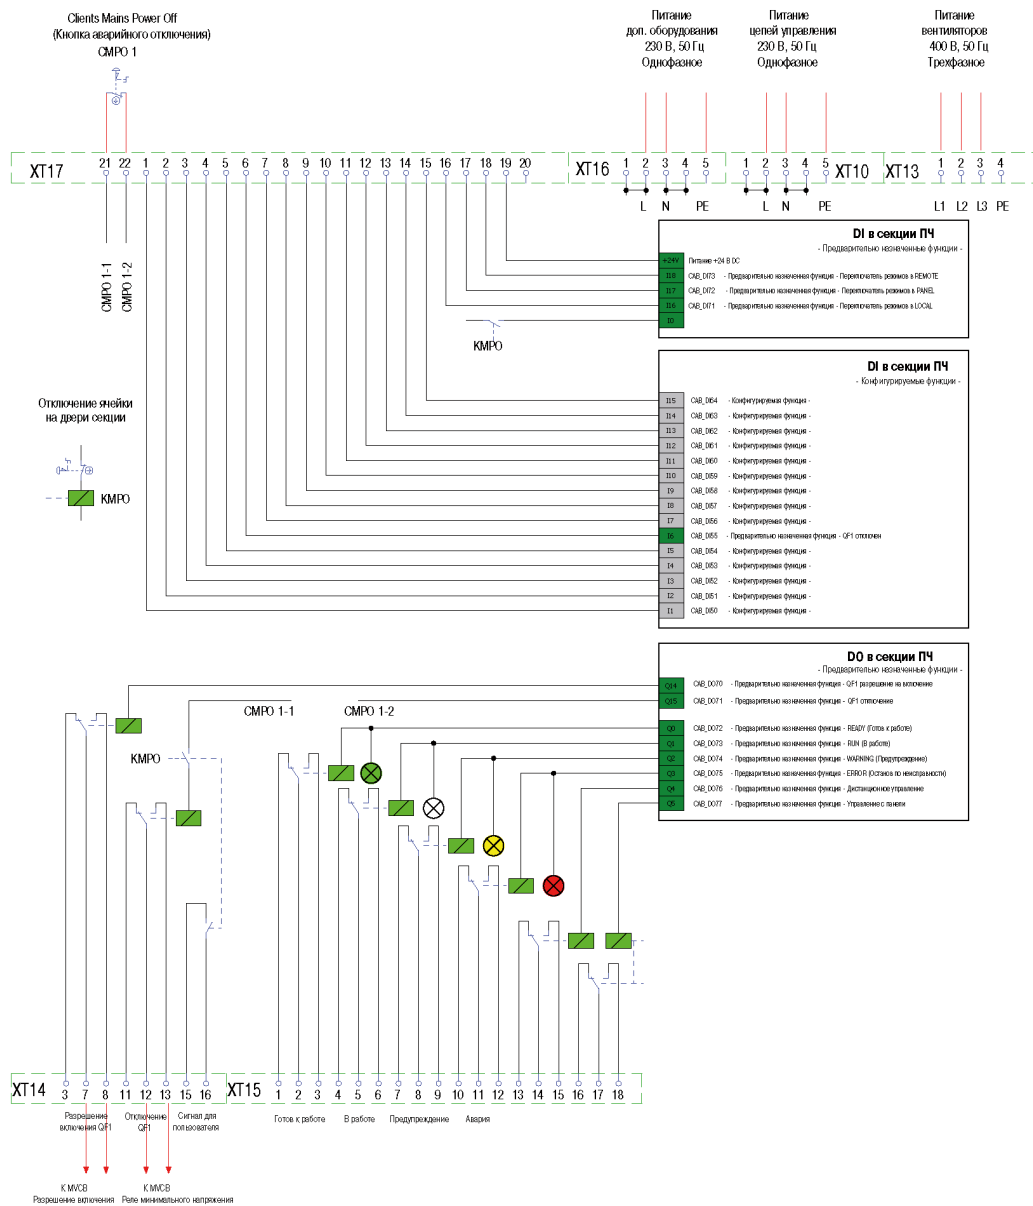 Clients Mains Power Off
(Кнопка аварийного отключения)
CMPO 1
Питание
доп. оборудования
230 В, 50 Гц
Однофазное
Питание
цепей управления
230 В, 50 Гц
Однофазное
Питание
вентиляторов
400 В, 50 Гц
Трехфазное
XT17
21 22 1 2 3 4 5 6 7 8 9 10 11 12 13 14 15 16 17 18 19 20
XT16
1 2 3 4 5
1 2 3 4 5
XT10
XT13
1 2 3 4
L N PE
L N PE
L1 L2 L3 PE
CMPO 1-1
CMPO 1-2
DI в секции ПЧ
- Предварительно назначенные функции -
+24V Питание +24 В DC
I18 CAB_DI73 - Предварительно назначенная функция - Переключатель режимов в REMOTE
I17 CAB_DI72 - Предварительно назначенная функция - Переключатель режимов в PANEL
I16 CAB_DI71 - Предварительно назначенная функция - Переключатель режимов в LOCAL
I0
KMPO
DI в секции ПЧ
- Конфигурируемые функции -
I15 CAB_DI64 - Конфигурируемая функция -
I14 CAB_DI63 - Конфигурируемая функция -
I13 CAB_DI62 - Конфигурируемая функция -
I12 CAB_DI61 - Конфигурируемая функция -
I11 CAB_DI60 - Конфигурируемая функция -
I10 CAB_DI59 - Конфигурируемая функция -
I9 CAB_DI58 - Конфигурируемая функция -
I8 CAB_DI57 - Конфигурируемая функция -
I7 CAB_DI56 - Конфигурируемая функция -
I6 CAB_DI55 - Предварительно назначенная функция - QF1 отключен
I5 CAB_DI54 - Конфигурируемая функция -
I4 CAB_DI53 - Конфигурируемая функция -
I3 CAB_DI52 - Конфигурируемая функция -
I2 CAB_DI51 - Конфигурируемая функция -
I1 CAB_DI50 - Конфигурируемая функция -
Отключение ячейки
на двери секции
KMPO
DO в секции ПЧ
- Предварительно назначенные функции -
Q14 CAB_DO70 - Предварительно назначенная функция - QF1 разрешение на включение
Q15 CAB_DO71 - Предварительно назначенная функция - QF1 отключение
Q0 CAB_DO72 - Предварительно назначенная функция - READY (Готов к работе)
Q1 CAB_DO73 - Предварительно назначенная функция - RUN (В работе)
Q2 CAB_DO74 - Предварительно назначенная функция - WARNING (Предупреждение)
Q3 CAB_DO75 - Предварительно назначенная функция - ERROR (Останов по неисправности)
Q4 CAB_DO76 - Предварительно назначенная функция - Дистанционное управление
Q5 CAB_DO77 - Предварительно назначенная функция - Управление с панели
CMPO 1-1
CMPO 1-2
KMPO
XT14
3 7 8 11 12 13 15 16
XT15
1 2 3 4 5 6 7 8 9 10 11 12 13 14 15 16 17 18
Разрешение
включения QF1
Отключение
QF1
Сигнал для
пользователя
Готов к работе
В работе
Предупреждение
Авария
К MVCB
Разрешение включения
К MVCB
Реле минимального напряжения